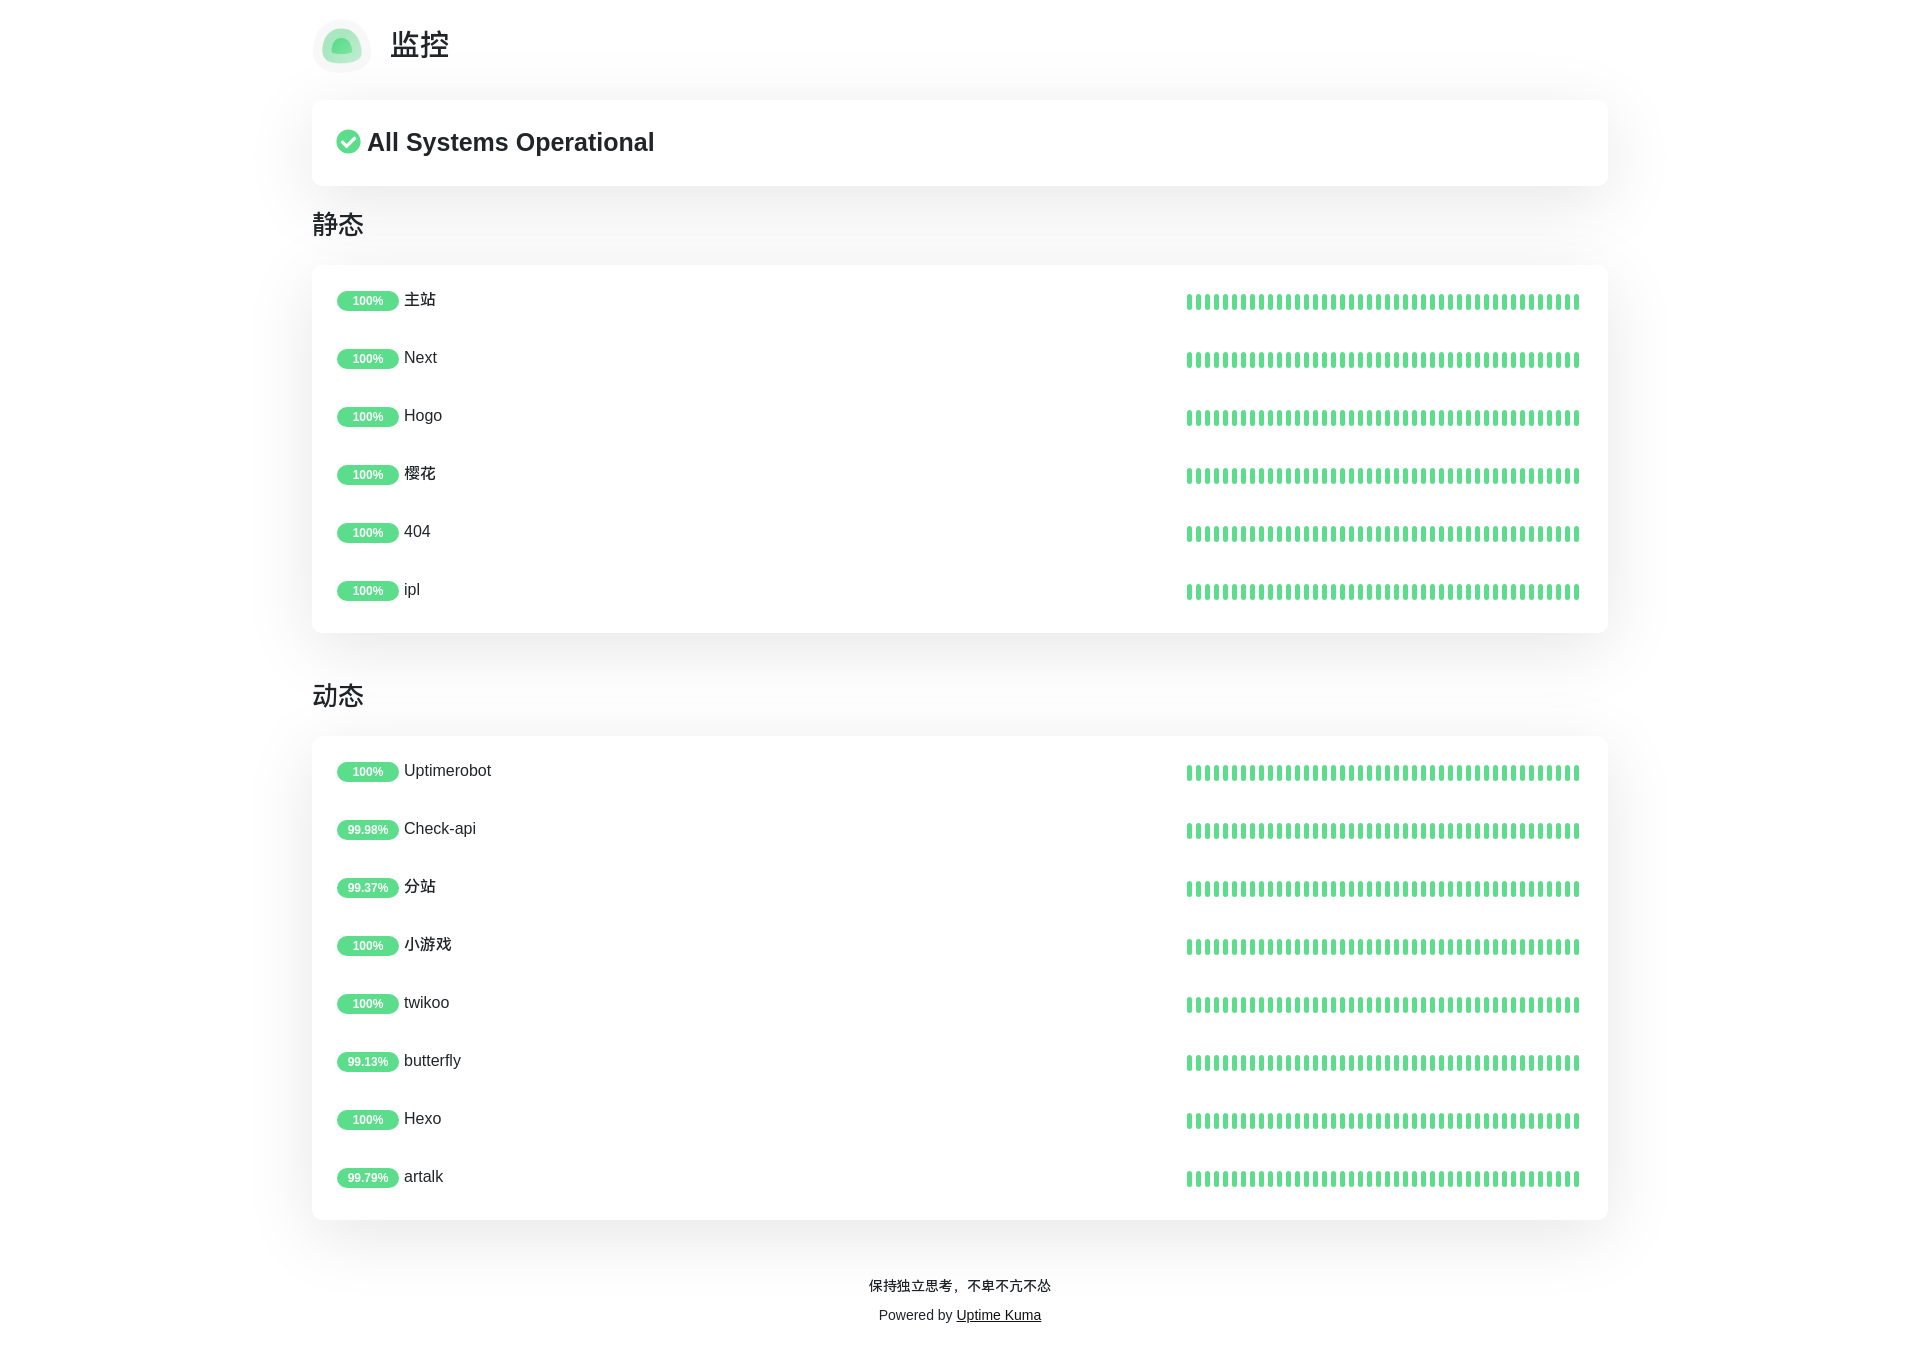 监控
All Systems Operational
静态
100% 主站
100% Next
100% Hogo
100% 樱花
100% 404
100% ipl
动态
100% Uptimerobot
99.98% Check-api
99.37% 分站
100% 小游戏
100% twikoo
99.13% butterfly
100% Hexo
99.79% artalk
保持独立思考，不卑不亢不怂
Powered by Uptime Kuma